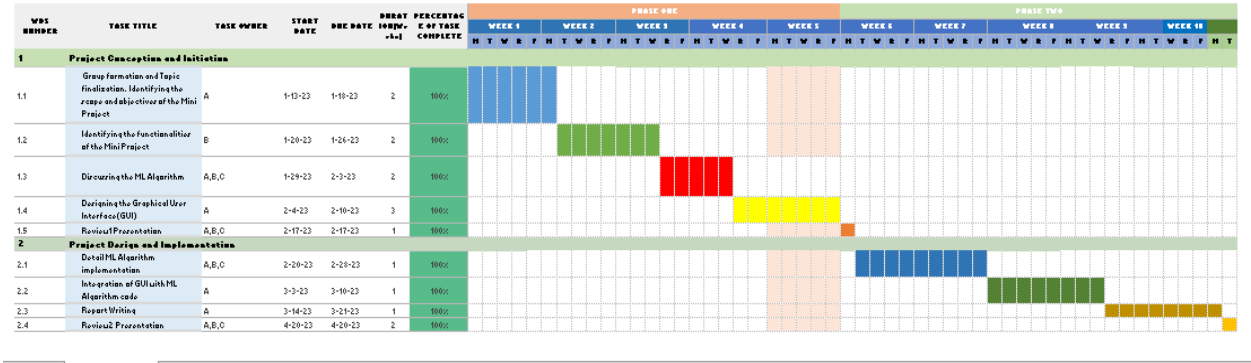 PHASE ONE PHASE TWO
WBS NUMBER TASK TITLE TASK OWNER START DATE DUE DATE DURAT PERCENTAG E OF TASK COMPLETE
WEEK 1 WEEK 2 WEEK 3 WEEK 4 WEEK 5 WEEK 6 WEEK 7 WEEK 8 WEEK 9 WEEK 10
M T W R F M T W R F M T W R F M T W R F M T W R F M T W R F M T W R F M T W R F M T W R F M T W R F M T
1 Project Conception and Initiation
1.1 Group formation and Topic finalization. Identifying the scope and objectives of the Mini Project A 1-13-23 1-18-23 2 100%
1.2 Identifying the functionalities of the Mini Project B 1-20-23 1-26-23 2 100%
1.3 Discussing the ML Algorithm A,B,C 1-29-23 2-3-23 2 100%
1.4 Designing the Graphical User Interface(GUI) A 2-4-23 2-10-23 3 100%
1.5 Review1 Presentation A,B,C 2-17-23 2-17-23 1 100%
2 Project Design and Implementation
2.1 Detail ML Algorithm implementation A,B,C 2-20-23 2-28-23 1 100%
2.2 Integration of GUI with ML Algorithm code A 3-3-23 3-10-23 1 100%
2.3 Report Writing A 3-14-23 3-21-23 1 100%
2.4 Review2 Presentation A,B,C 4-20-23 4-20-23 2 100%